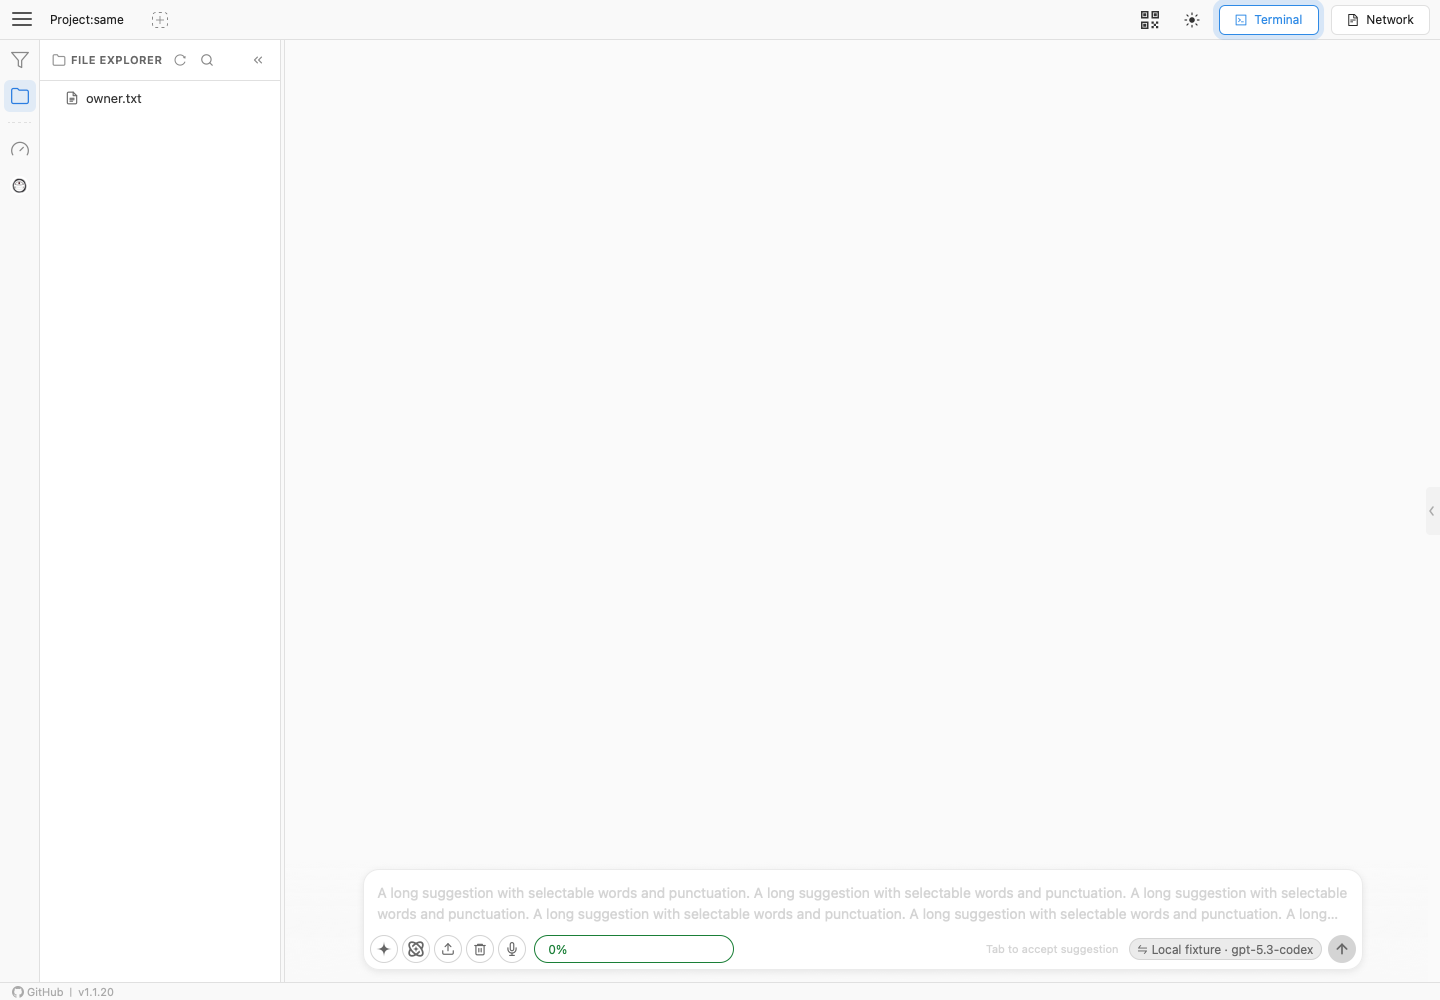 Project:same
Terminal
Network
FILE EXPLORER
owner.txt
A long suggestion with selectable words and punctuation. A long suggestion with selectable words and punctuation. A long suggestion with selectable
words and punctuation. A long suggestion with selectable words and punctuation. A long suggestion with selectable words and punctuation. A long...
0%
Tab to accept suggestion
Local fixture · gpt-5.3-codex
GitHub | v1.1.20